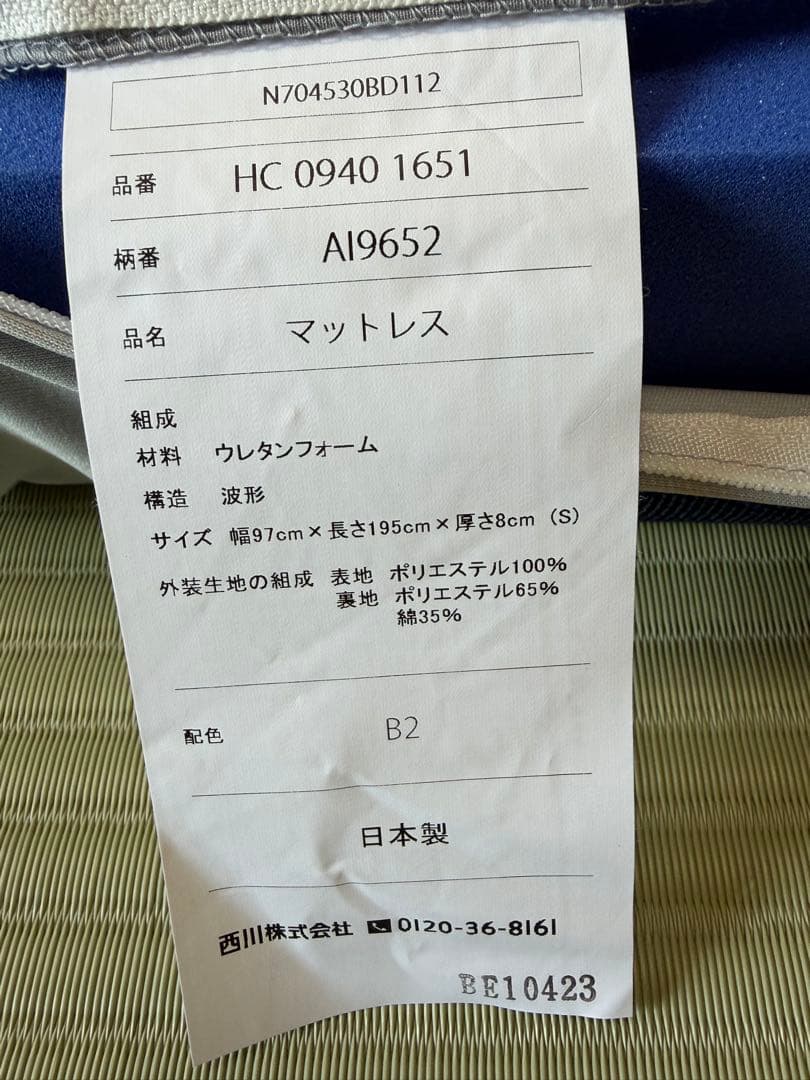 N704530BD112
品番 HC 0940 1651
柄番 AI9652
品名 マットレス
組成
材料 ウレタンフォーム
構造 波形
サイズ 幅97cm×長さ195cm×厚さ8cm（S）
外装生地の組成 表地 ポリエステル100%
裏地 ポリエステル65%
綿35%
配色 B2
日本製
西川株式会社 0120-36-8161
BE10423